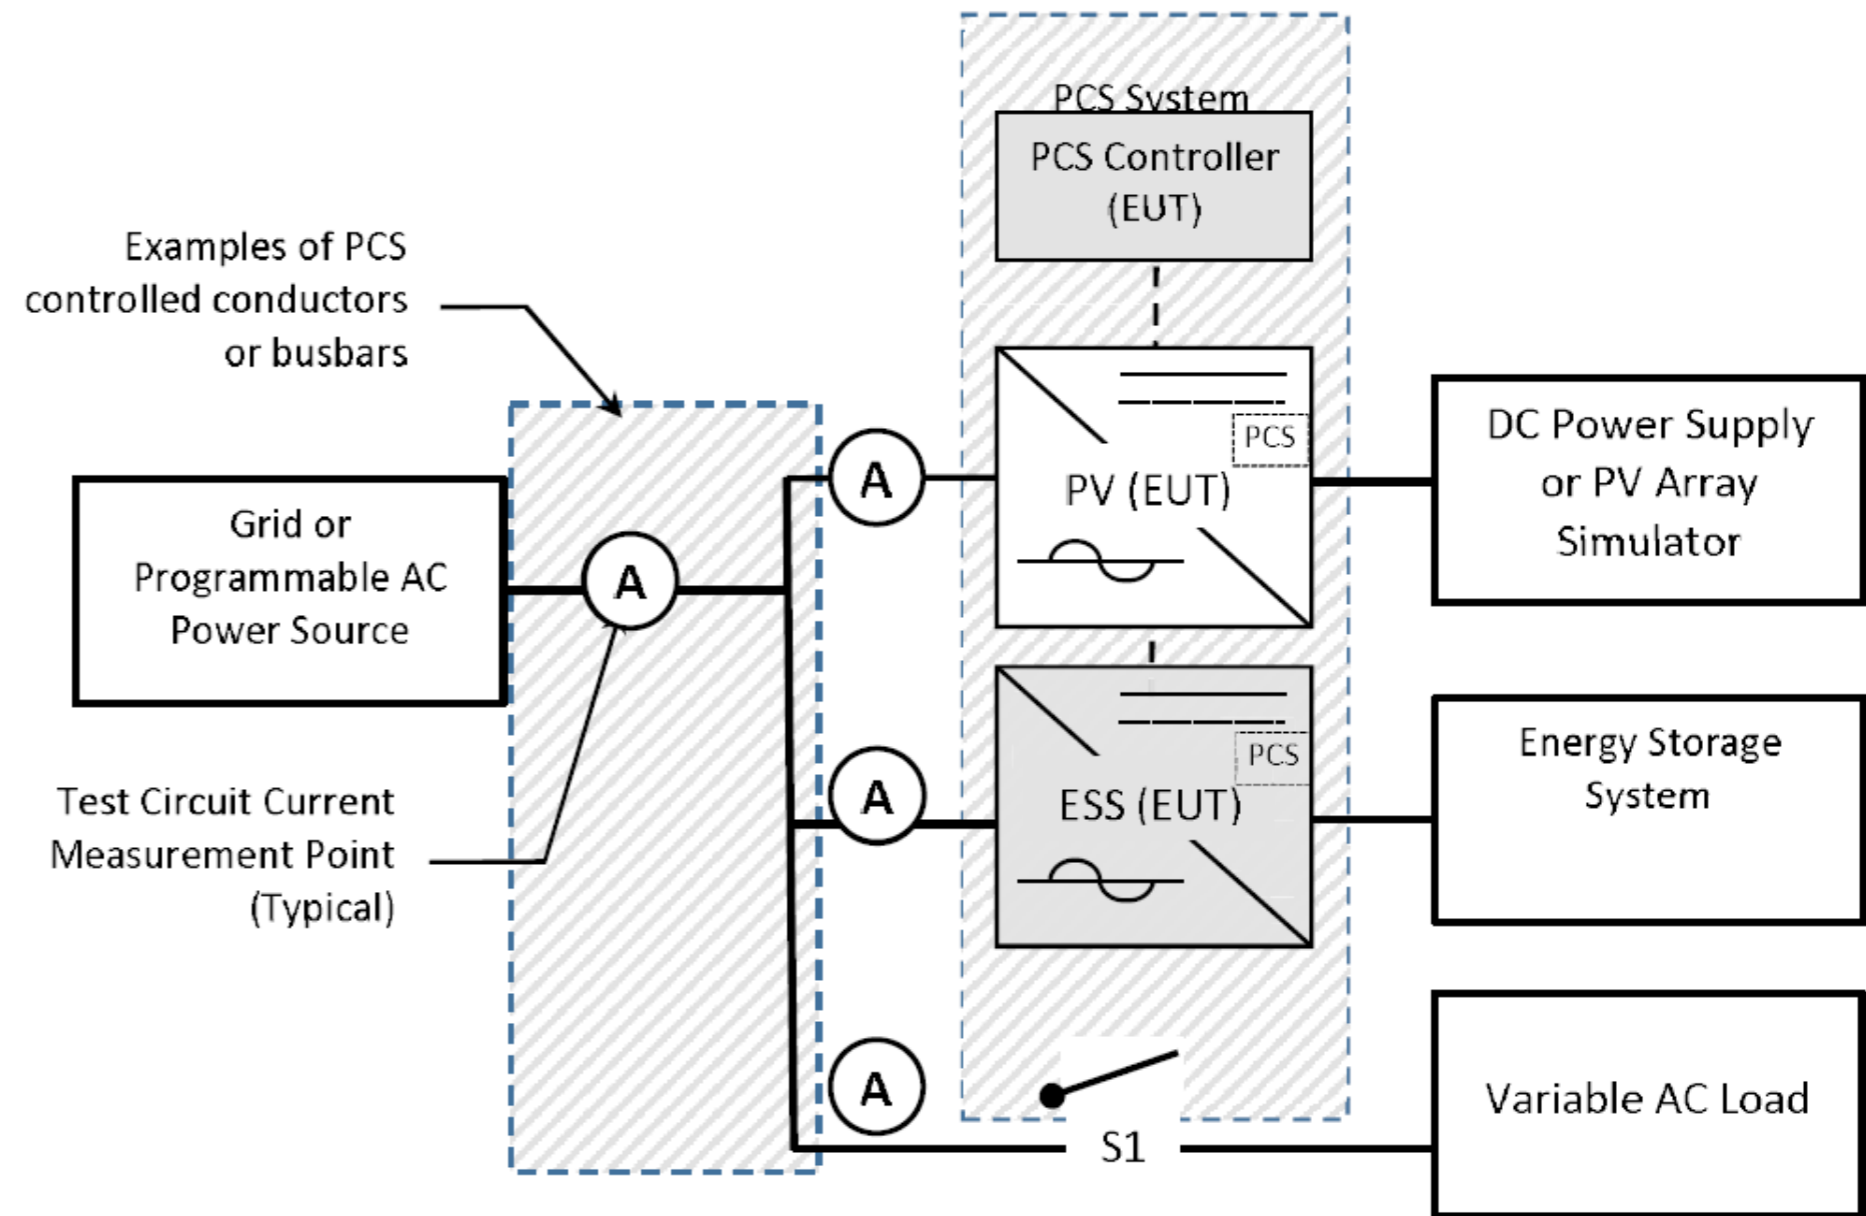 PCS System
PCS Controller
(EUT)
Examples of PCS
controlled conductors
or busbars
Grid or
Programmable AC
Power Source
A
A
PCS
PV (EUT)
DC Power Supply
or PV Array
Simulator
Test Circuit Current
Measurement Point
(Typical)
A
PCS
ESS (EUT)
Energy Storage
System
A
S1
Variable AC Load